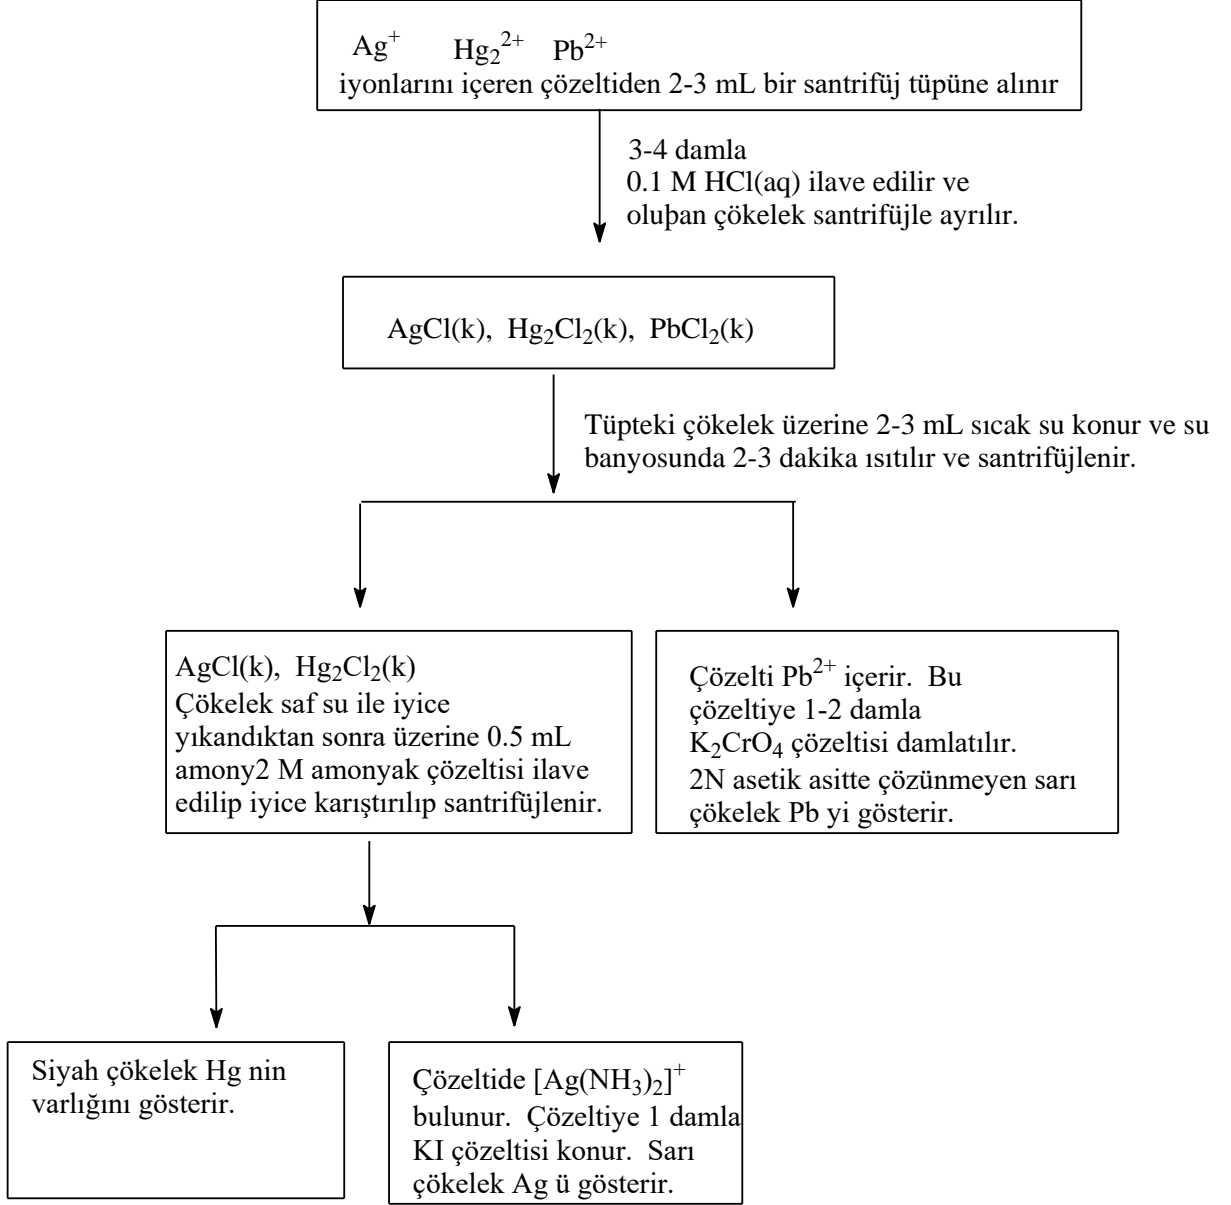 Ag⁺ Hg₂²⁺ Pb²⁺
iyonlarını içeren çözeltiden 2-3 mL bir santrifüj tüpüne alınır
3-4 damla
0.1 M HCl(aq) ilave edilir ve
oluþan çökelek santrifüjle ayrılır.
AgCl(k), Hg₂Cl₂(k), PbCl₂(k)
Tüpteki çökelek üzerine 2-3 mL sıcak su konur ve su
banyosunda 2-3 dakika ısıtılır ve santrifüjlenir.
AgCl(k), Hg₂Cl₂(k)
Çökelek saf su ile iyice
yıkandıktan sonra üzerine 0.5 mL
amony2 M amonyak çözeltisi ilave
edilip iyice karıştırılıp santrifüjlenir.
Çözelti Pb²⁺ içerir. Bu
çözeltiye 1-2 damla
K₂CrO₄ çözeltisi damlatılır.
2N asetik asitte çözünmeyen sarı
çökelek Pb yi gösterir.
Siyah çökelek Hg nin
varlığını gösterir.
Çözeltide [Ag(NH₃)₂]⁺
bulunur. Çözeltiye 1 damla
KI çözeltisi konur. Sarı
çökelek Ag ü gösterir.